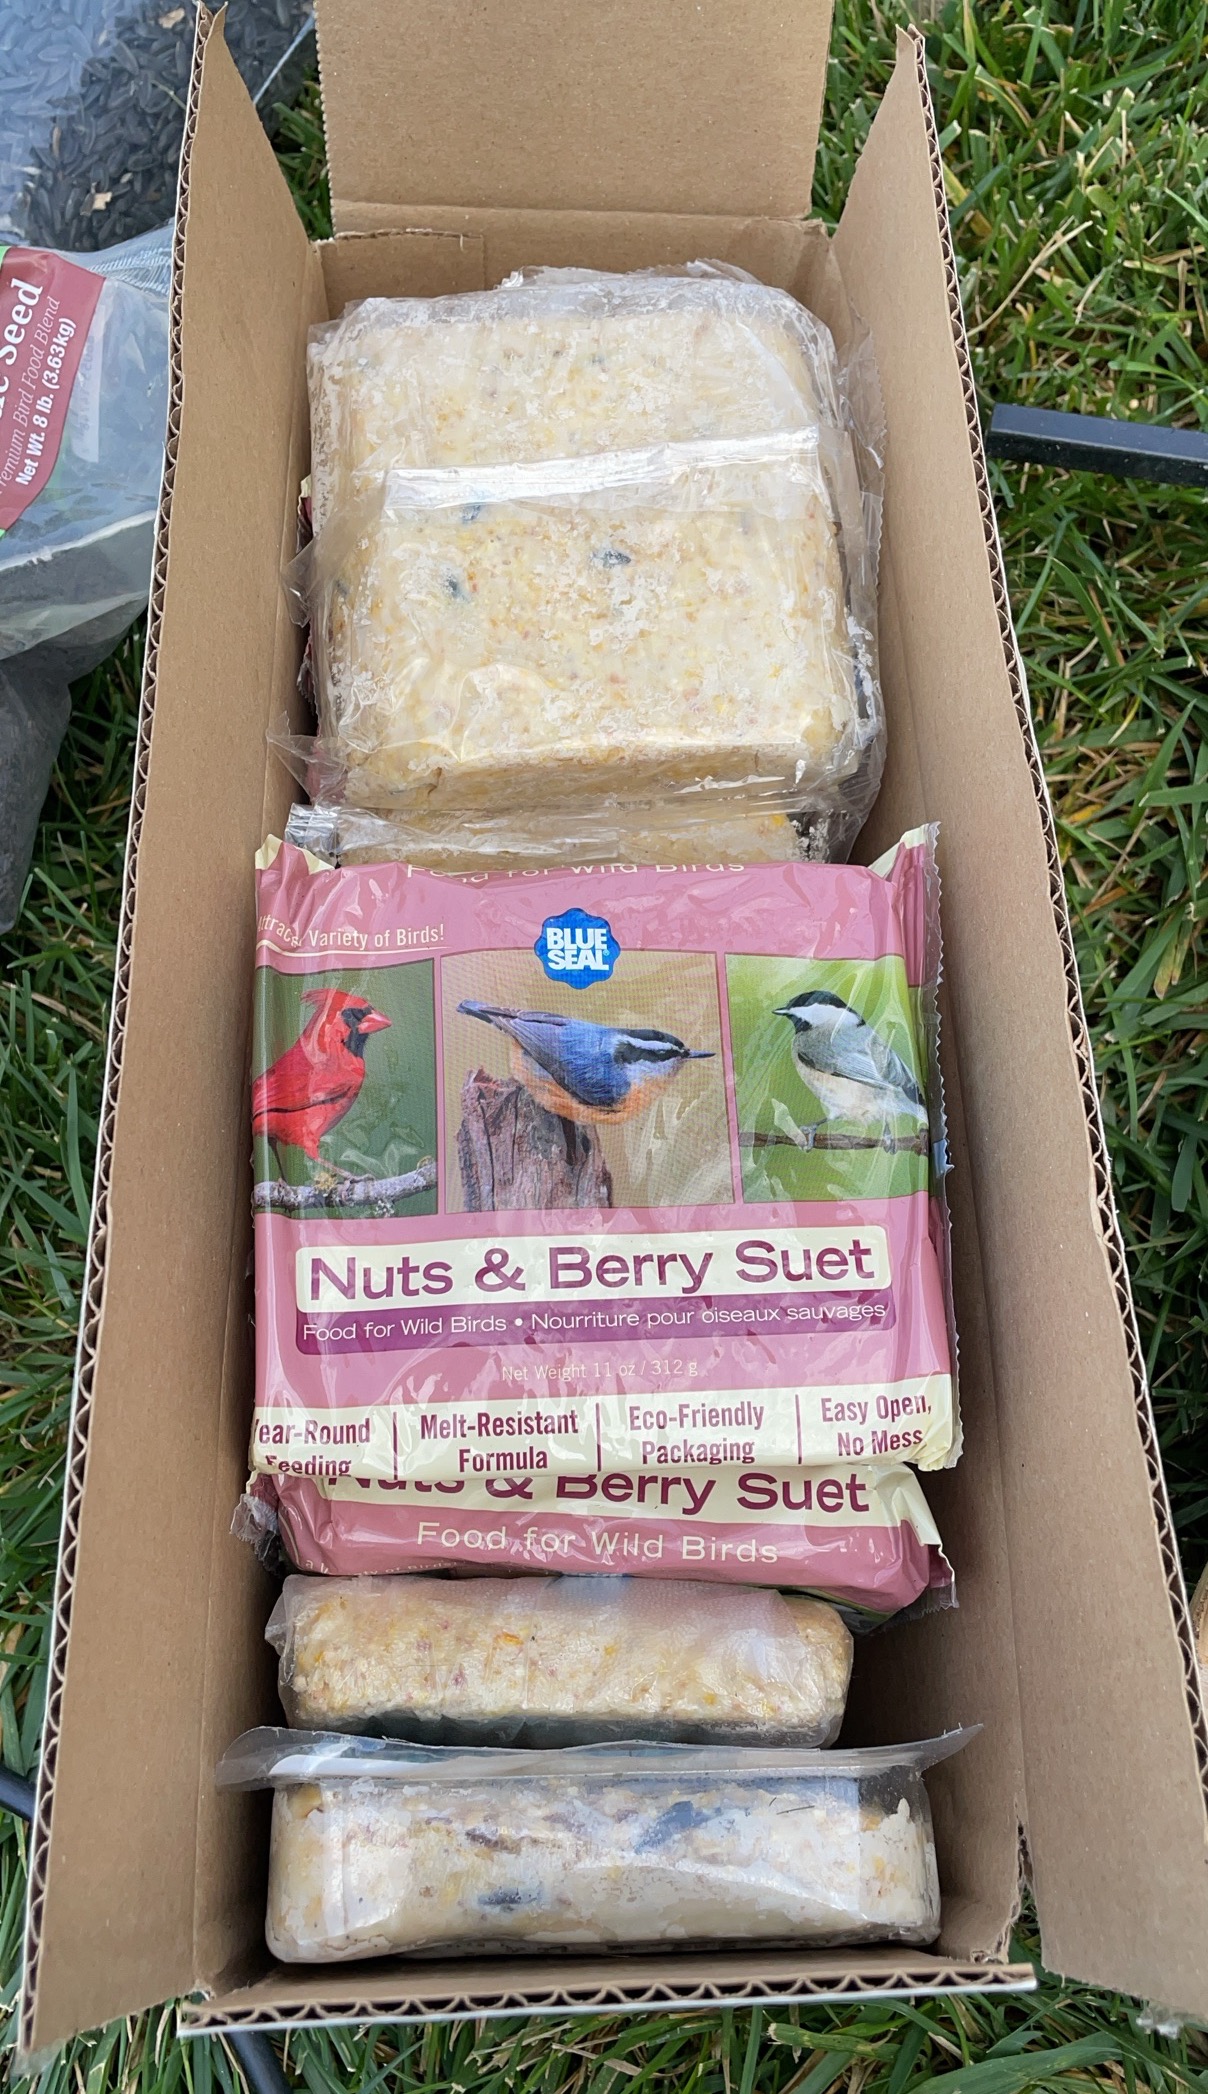 Seed
Premium Bird Food Blend
Net Wt. 8 lb. (3.63kg)
Food for Wild Birds
Variety of Birds!
BLUE
SEAL
Nuts & Berry Suet
Food for Wild Birds • Nourriture pour oiseaux sauvages
Net Weight 11 oz / 312 g
Year-Round
Feeding
Melt-Resistant
Formula
Eco-Friendly
Packaging
Easy Open,
No Mess
Nuts & Berry Suet
Food for Wild Birds